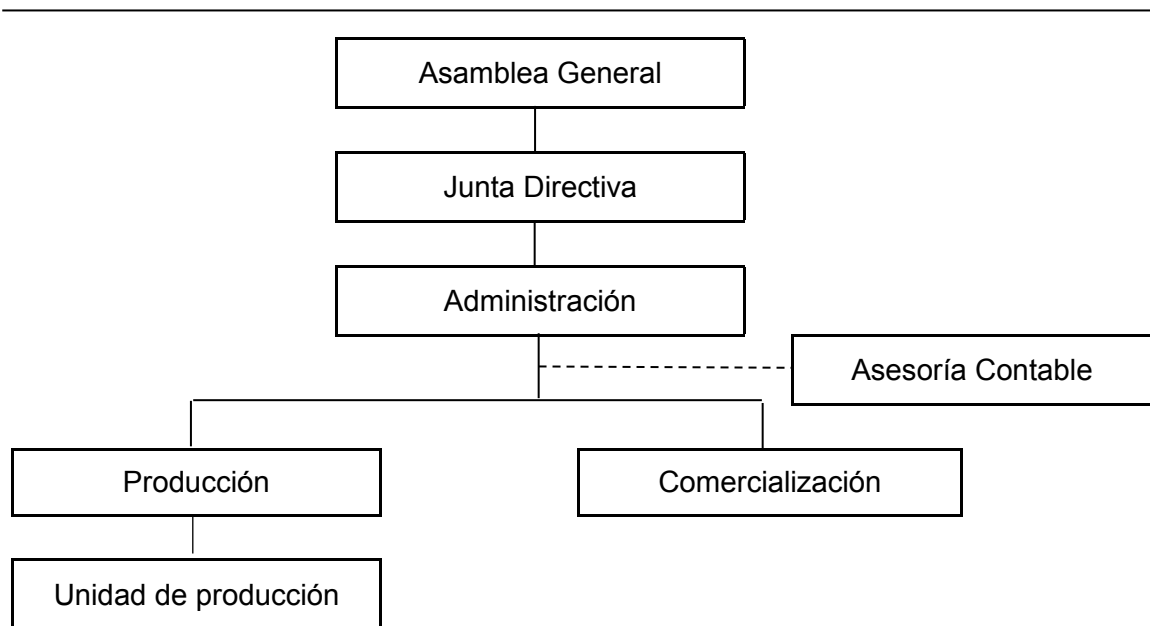 Asamblea General
Junta Directiva
Administración
Asesoría Contable
Producción
Comercialización
Unidad de producción